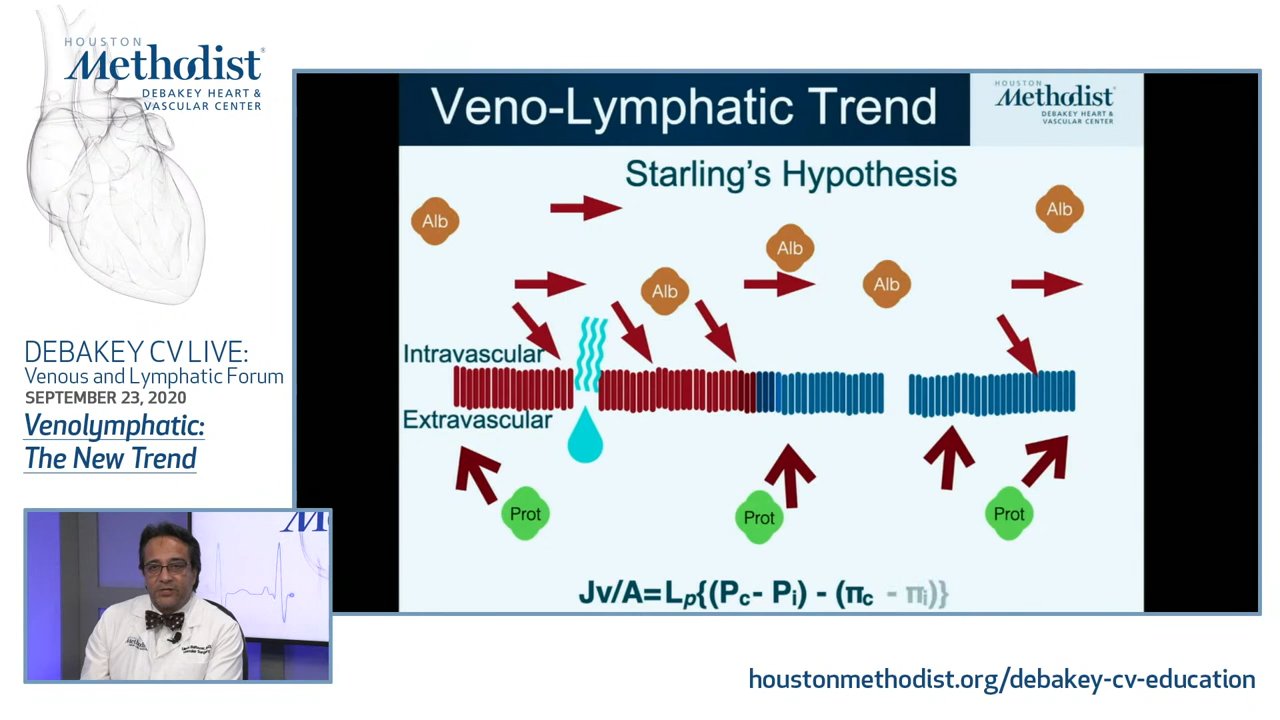 HOUSTON
Methodist
DEBAKEY HEART &
VASCULAR CENTER
DEBAKEY CV LIVE:
Venous and Lymphatic Forum
SEPTEMBER 23, 2020
Venolymphatic:
The New Trend
Veno-Lymphatic Trend
HOUSTON
Methodist
DEBAKEY HEART &
VASCULAR CENTER
Starling's Hypothesis
Alb
Alb
Alb
Alb
Alb
Intravascular
Extravascular
Prot
Prot
Prot
Jv/A=Lp{(Pc- Pi) - (πc - πi)}
houstonmethodist.org/debakey-cv-education